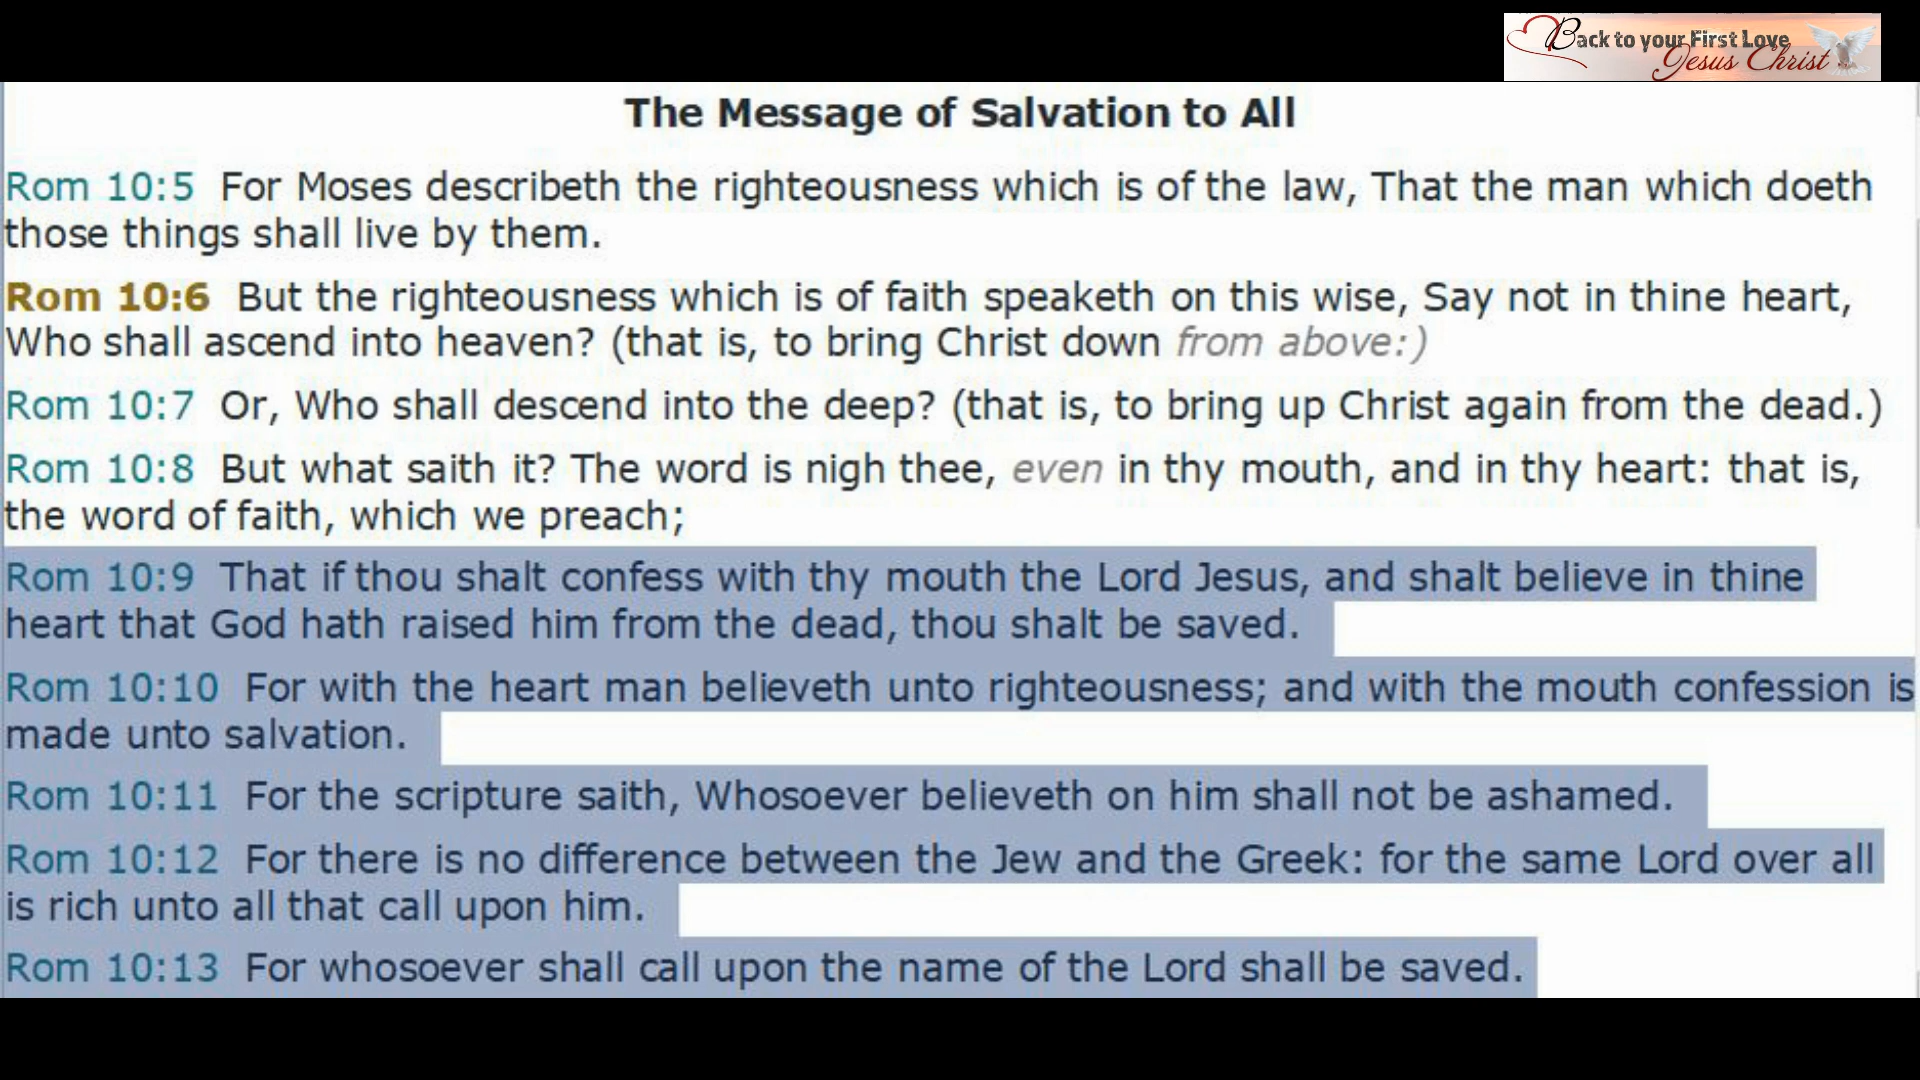 Back to your First Love
Jesus Christ
The Message of Salvation to All
Rom 10:5 For Moses describeth the righteousness which is of the law, That the man which doeth
those things shall live by them.
Rom 10:6 But the righteousness which is of faith speaketh on this wise, Say not in thine heart,
Who shall ascend into heaven? (that is, to bring Christ down from above:)
Rom 10:7 Or, Who shall descend into the deep? (that is, to bring up Christ again from the dead.)
Rom 10:8 But what saith it? The word is nigh thee, even in thy mouth, and in thy heart: that is,
the word of faith, which we preach;
Rom 10:9 That if thou shalt confess with thy mouth the Lord Jesus, and shalt believe in thine
heart that God hath raised him from the dead, thou shalt be saved.
Rom 10:10 For with the heart man believeth unto righteousness; and with the mouth confession is
made unto salvation.
Rom 10:11 For the scripture saith, Whosoever believeth on him shall not be ashamed.
Rom 10:12 For there is no difference between the Jew and the Greek: for the same Lord over all
is rich unto all that call upon him.
Rom 10:13 For whosoever shall call upon the name of the Lord shall be saved.